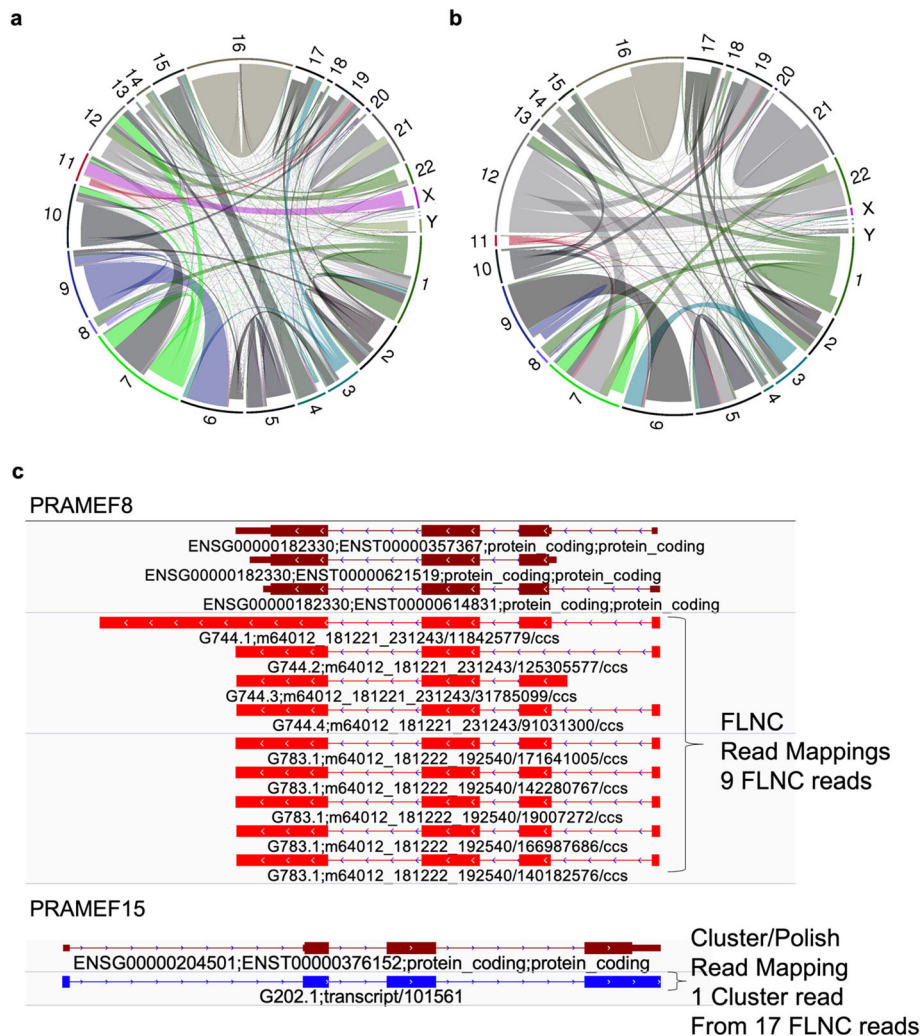 a
b
16
17
18
19
20
21
22
X
Y
1
2
3
4
5
6
7
8
9
10
11
12
13
14
15
16
17
18
19
20
21
22
X
Y
1
2
3
4
5
6
7
8
9
10
11
12
13
14
15
c
PRAMEF8
ENSG00000182330;ENST00000357367;protein_coding;protein_coding
ENSG00000182330;ENST00000621519;protein_coding;protein_coding
ENSG00000182330;ENST00000614831;protein_coding;protein_coding
G744.1;m64012_181221_231243/118425779/ccs
G744.2;m64012_181221_231243/125305577/ccs
G744.3;m64012_181221_231243/31785099/ccs
G744.4;m64012_181221_231243/91031300/ccs
G783.1;m64012_181222_192540/171641005/ccs
G783.1;m64012_181222_192540/142280767/ccs
G783.1;m64012_181222_192540/19007272/ccs
G783.1;m64012_181222_192540/166987686/ccs
G783.1;m64012_181222_192540/140182576/ccs
FLNC
Read Mappings
9 FLNC reads
PRAMEF15
ENSG00000204501;ENST00000376152;protein_coding;protein_coding
G202.1;transcript/101561
Cluster/Polish
Read Mapping
1 Cluster read
From 17 FLNC reads